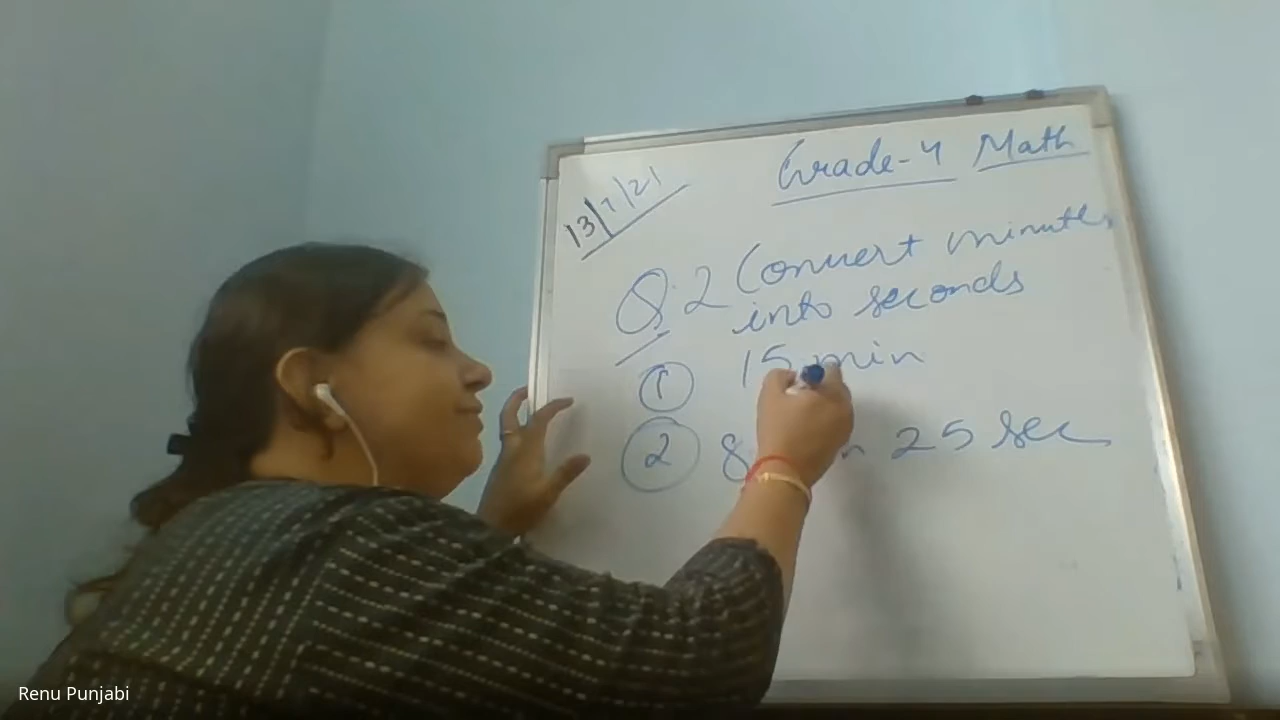 Grade-4 Math
13/7/21
Q.2 Convert minutes
into seconds
1 15 min
2 8 25 sec
Renu Punjabi